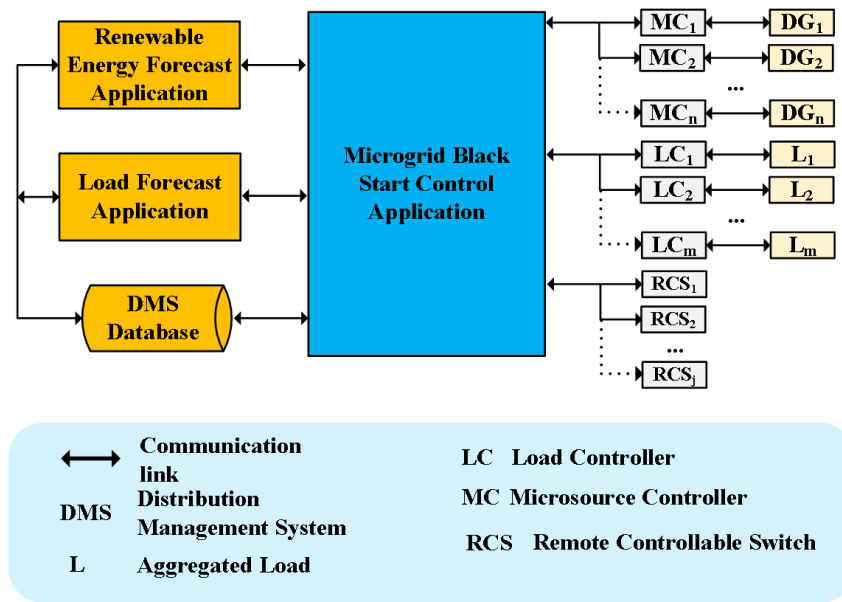 Renewable
Energy Forecast
Application
Load Forecast
Application
DMS
Database
Microgrid Black
Start Control
Application
MC₁ DG₁
MC₂ DG₂
...
MCₙ DGₙ
LC₁ L₁
LC₂ L₂
...
LCₘ Lₘ
RCS₁
RCS₂
...
RCSⱼ
Communication
link
DMS Distribution
Management System
L Aggregated Load
LC Load Controller
MC Microsource Controller
RCS Remote Controllable Switch